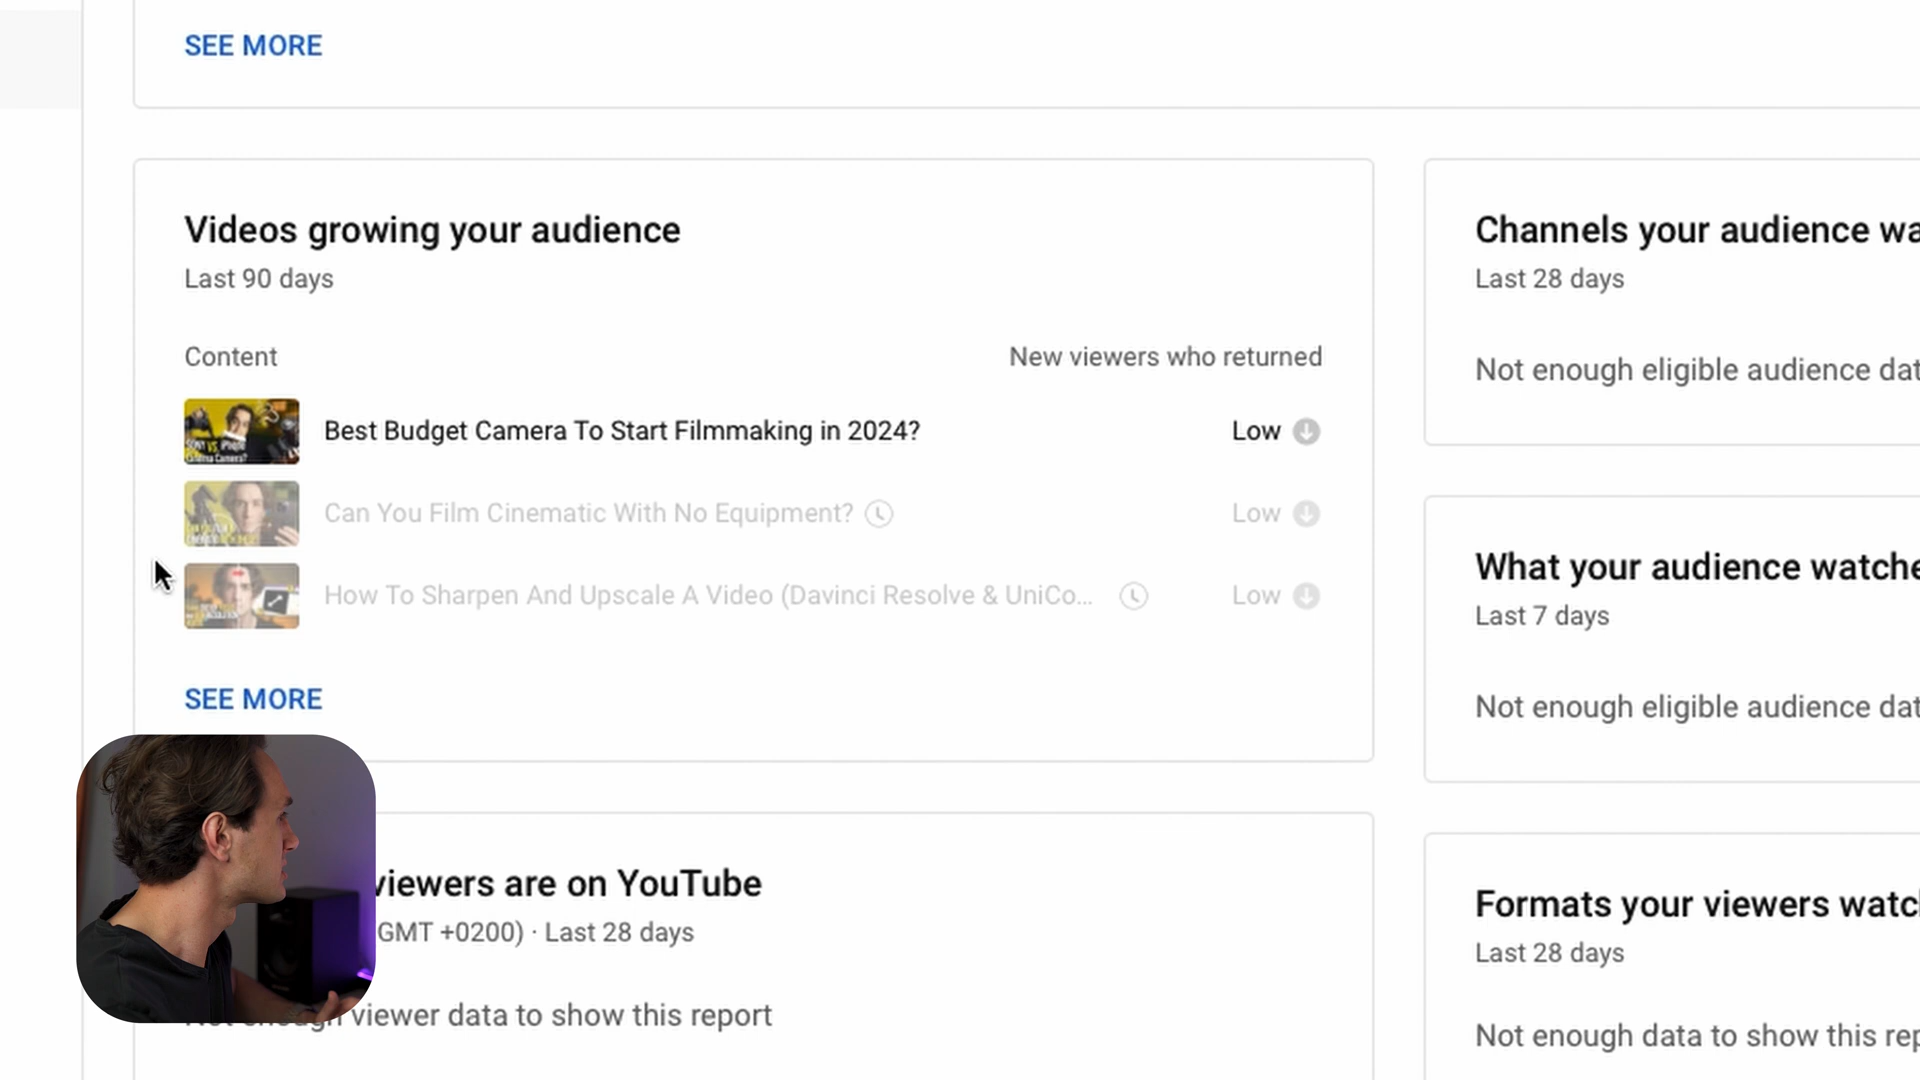 SEE MORE
Videos growing your audience
Last 90 days
Content
New viewers who returned
SONY VS iPhone
Best Budget Camera To Start Filmmaking in 2024?
Low
Can You Film Cinematic With No Equipment?
Low
How To Sharpen And Upscale A Video (Davinci Resolve & UniCo...
Low
SEE MORE
viewers are on YouTube
GMT +0200) · Last 28 days
viewer data to show this report
Channels your audience wa
Last 28 days
Not enough eligible audience dat
What your audience watche
Last 7 days
Not enough eligible audience dat
Formats your viewers watc
Last 28 days
Not enough data to show this rep